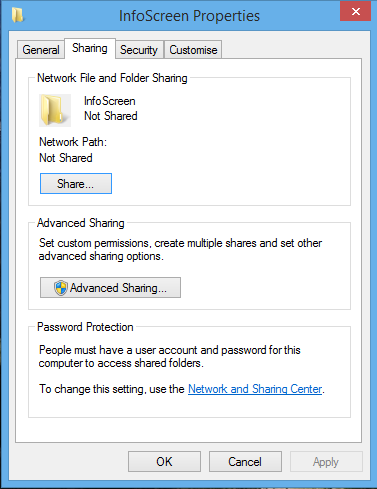 InfoScreen Properties
General Sharing Security Customise
Network File and Folder Sharing
InfoScreen
Not Shared
Network Path:
Not Shared
Share...
Advanced Sharing
Set custom permissions, create multiple shares and set other
advanced sharing options.
Advanced Sharing...
Password Protection
People must have a user account and password for this
computer to access shared folders.
To change this setting, use the Network and Sharing Center.
OK Cancel Apply